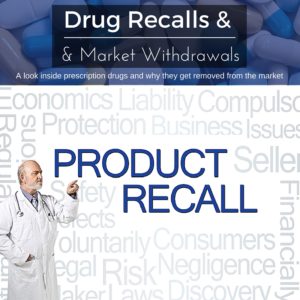 Drug Recalls &
& Market Withdrawals
A look inside prescription drugs and why they get removed from the market
Economics Liability Compulso
Protection Business Issues
PRODUCT Seller
RECALL
Voluntarily Consumers
Risk Negligence
Laws Discovery
Financially